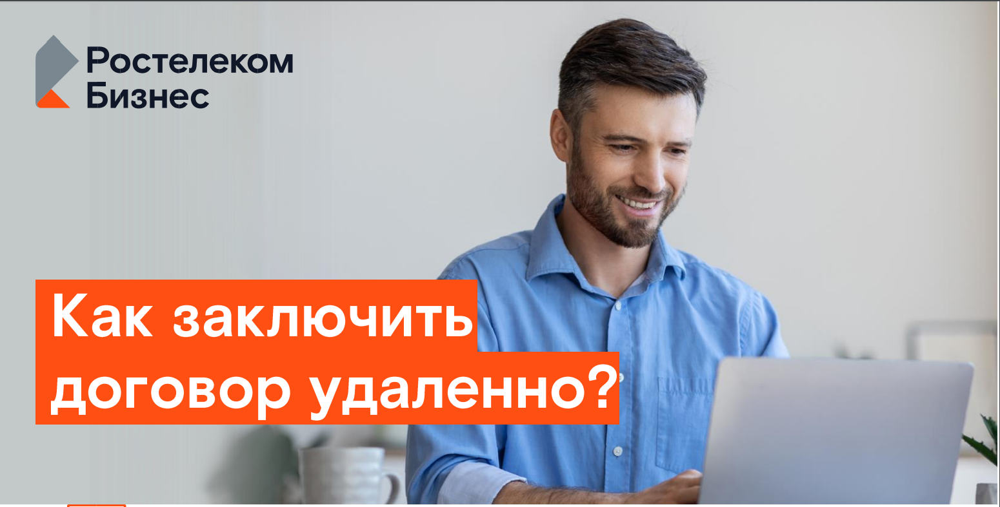 Ростелеком
Бизнес
Как заключить
договор удаленно?